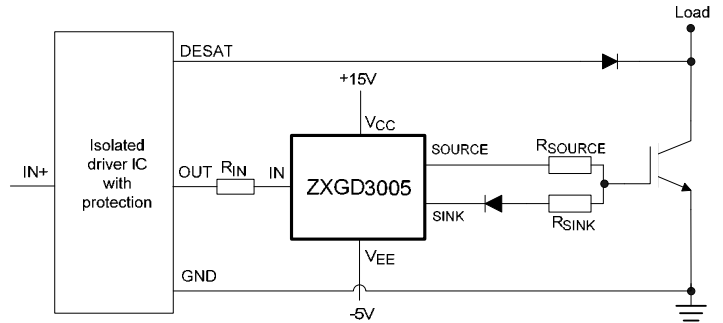 Load
DESAT
+15V
VCC
Isolated
driver IC
with
protection
IN+
OUT
RIN
IN
ZXGD3005
SOURCE
RSOURCE
SINK
RSINK
VEE
GND
-5V